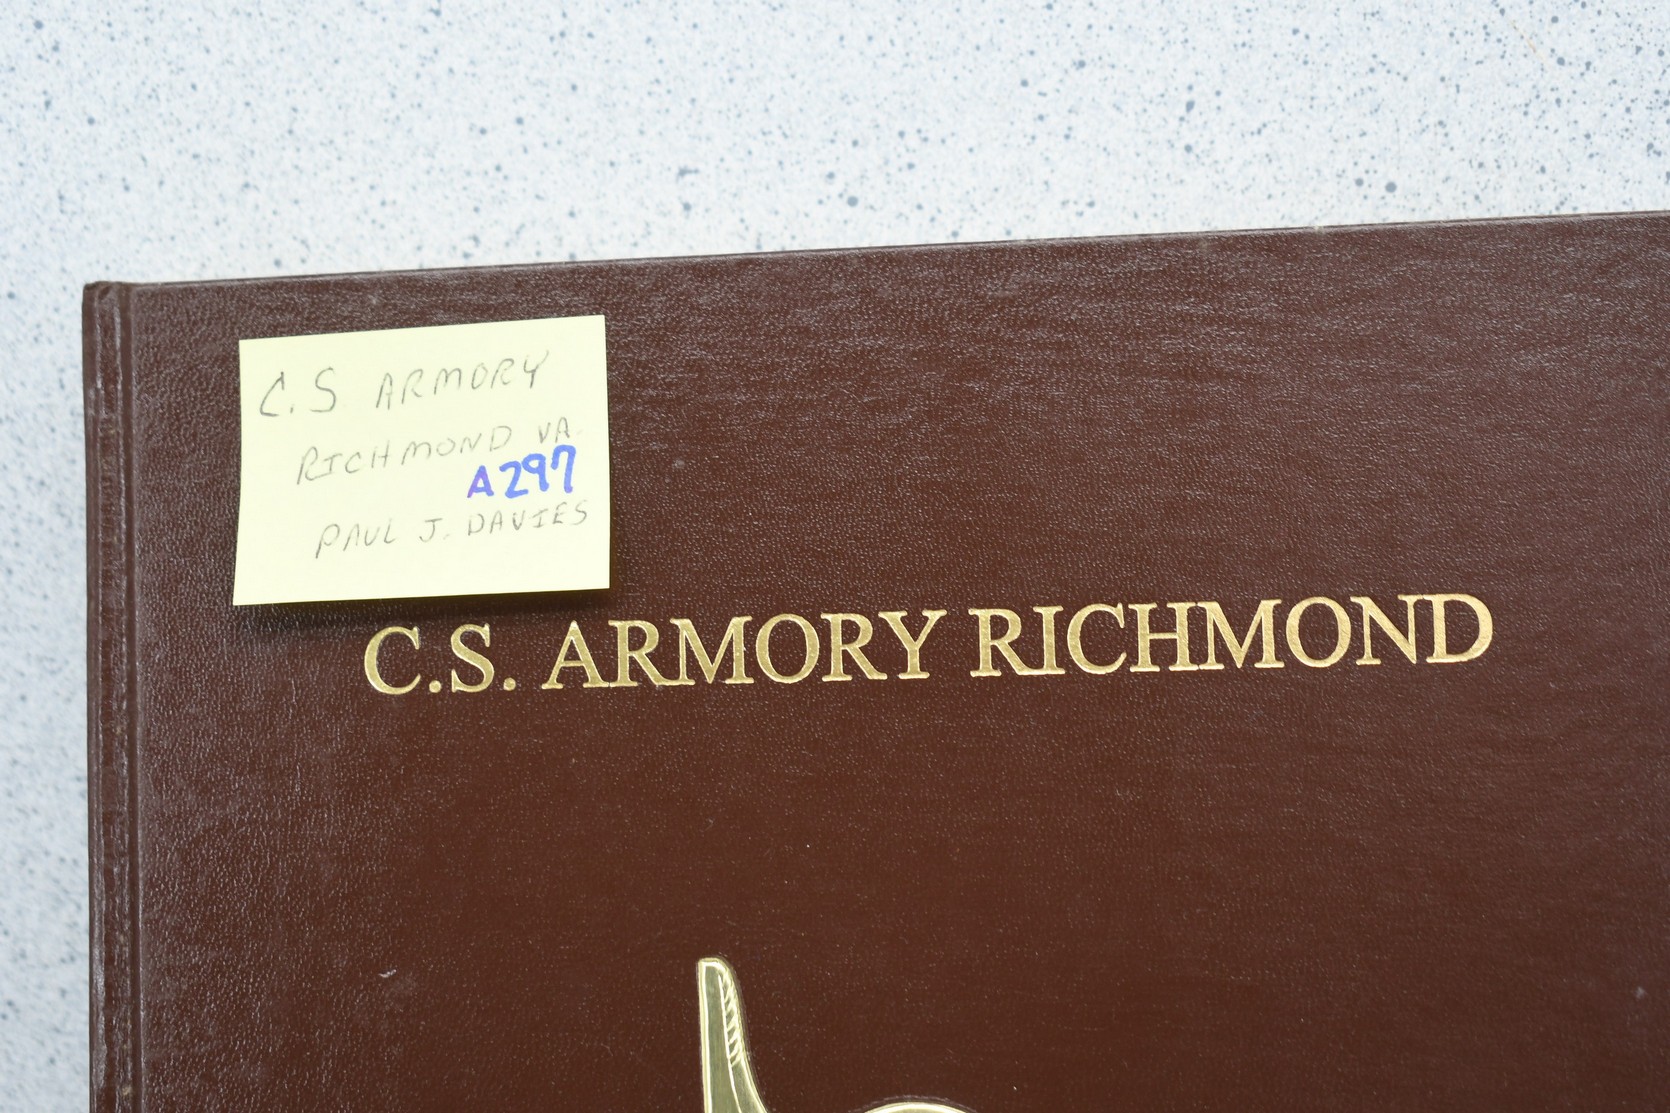 C.S ARMORY
RICHMOND VA.
A297
PAUL J. DAVIES
C.S. ARMORY RICHMOND